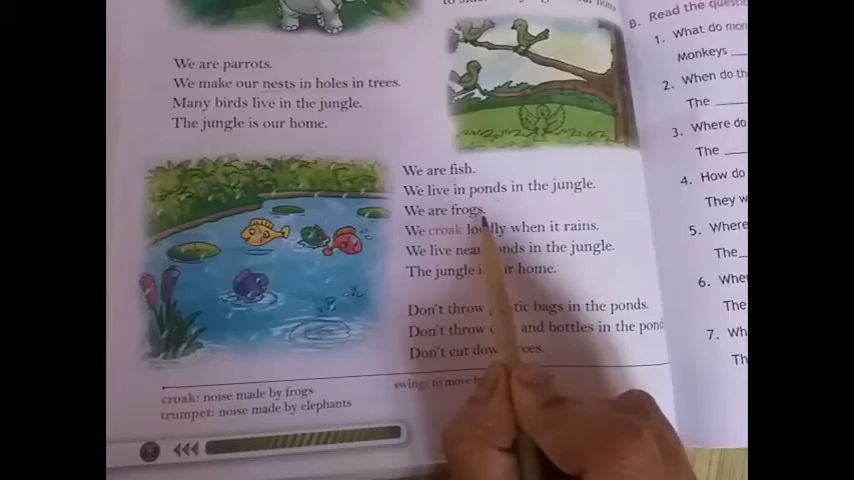 We are parrots.
We make our nests in holes in trees.
Many birds live in the jungle.
The jungle is our home.
We are fish.
We live in ponds in the jungle.
We are frogs.
We croak loudly when it rains.
We live near ponds in the jungle.
The jungle is our home.
Don't throw bags in the ponds.
Don't throw and bottles in the pond
Don't cut down trees.
croak: noise made by frogs
trumpet: noise made by elephants
swing: to move
B. Read the questio
1. What do mon
Monkeys ___
2. When do th
The ___
3. Where do
The ___
4. How do
They w
5. Where
The_
6. Whe
The
7. Wh
Th